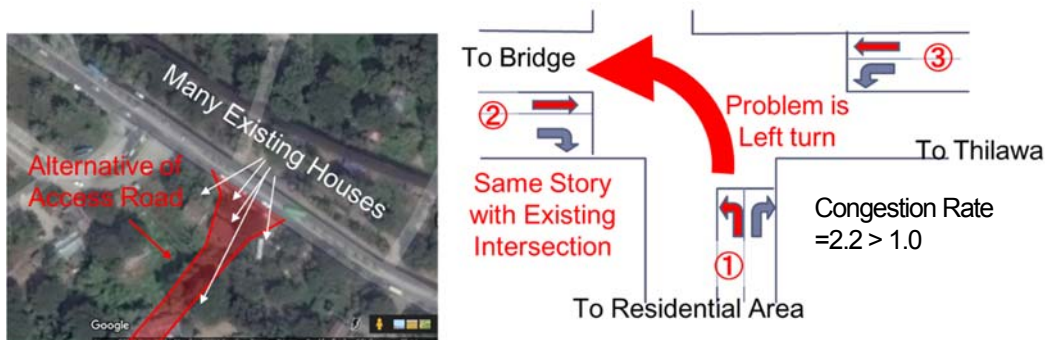 Many Existing Houses
Alternative of
Access Road
Google
To Bridge
②
③
Problem is
Left turn
To Thilawa
Same Story
with Existing
Intersection
Congestion Rate
=2.2 > 1.0
①
To Residential Area